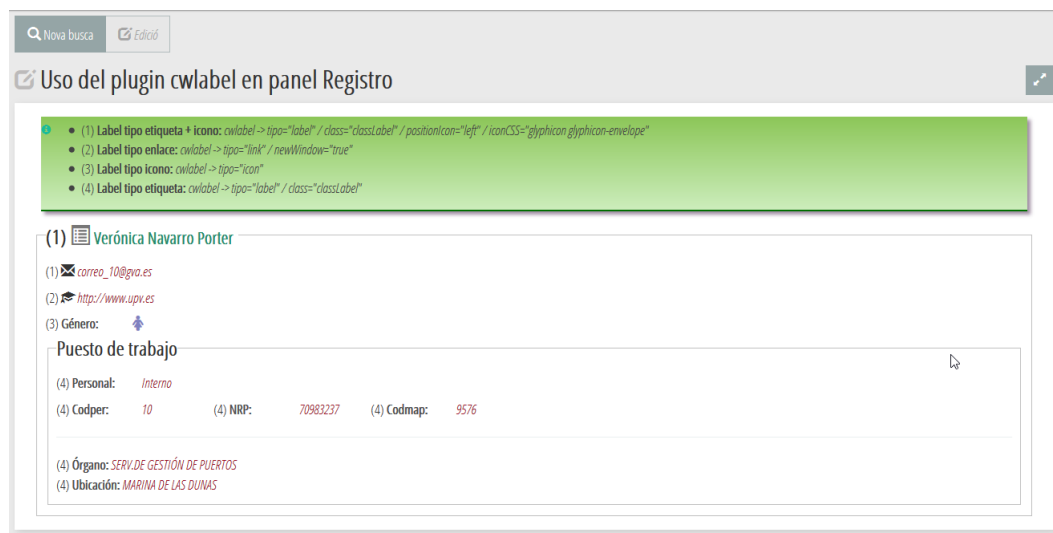 Nova busca Edició
Uso del plugin cwlabel en panel Registro
(1) Label tipo etiqueta + icono: cwlabel -> tipo="label" / class="classLabel" / positionIcon="left" / iconCSS="glyphicon glyphicon-envelope"
(2) Label tipo enlace: cwlabel -> tipo="link" / newWindow="true"
(3) Label tipo icono: cwlabel -> tipo="icon"
(4) Label tipo etiqueta: cwlabel -> tipo="label" / class="classLabel"
(1) Verónica Navarro Porter
(1) correo_10@gva.es
(2) http://www.upv.es
(3) Género:
Puesto de trabajo
(4) Personal: Interno
(4) Codper: 10 (4) NRP: 70983237 (4) Codmap: 9576
(4) Órgano: SERV.DE GESTIÓN DE PUERTOS
(4) Ubicación: MARINA DE LAS DUNAS